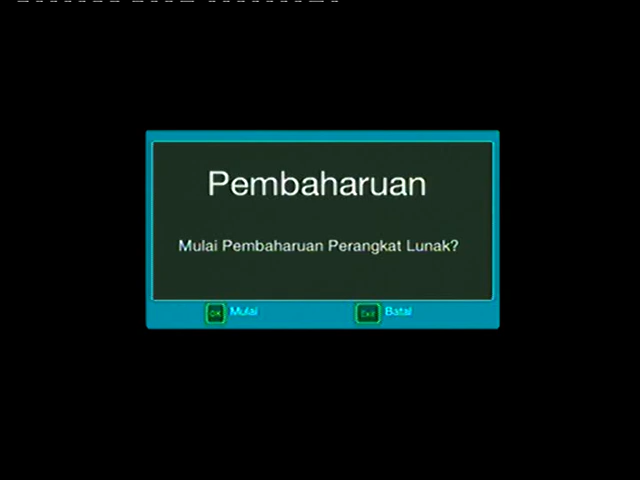 Pembaharuan
Mulai Pembaharuan Perangkat Lunak?
OK Mulai
Exit Batal